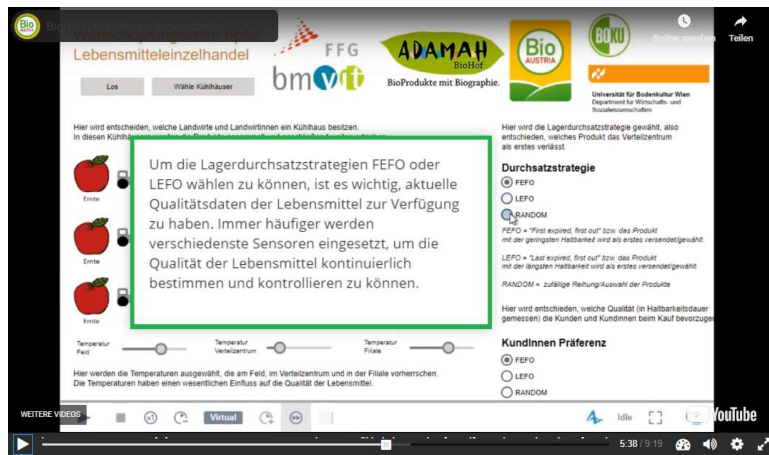 Bio
AUSTRIA
Lebensmitteleinzelhandel
Los
Wähle Kühlhäuser
FFG
bmvit
ADAMAH
BioHof
BioProdukte mit Biographie.
Bio
AUSTRIA
BOKU
Universität für Bodenkultur Wien
Department für Wirtschafts- und
Sozialwissenschaften
Später ansehen
Teilen
Hier wird entschieden, welche Landwirte und Landwirtinnen ein Kühlhaus besitzen.
Ernte
Ernte
Ernte
Um die Lagerdurchsatzstrategien FEFO oder
LEFO wählen zu können, ist es wichtig, aktuelle
Qualitätsdaten der Lebensmittel zur Verfügung
zu haben. Immer häufiger werden
verschiedenste Sensoren eingesetzt, um die
Qualität der Lebensmittel kontinuierlich
bestimmen und kontrollieren zu können.
Hier wird die Lagerdurchsatzstrategie gewählt, also
entschieden, welches Produkt das Verteilzentrum
als erstes verlässt.
Durchsatzstrategie
FEFO
LEFO
RANDOM
FEFO = "First expired, first out" bzw. das Produkt
mit der geringsten Haltbarkeit wird als erstes versendet/gewählt.
LEFO = "Last expired, first out" bzw. das Produkt
mit der längsten Haltbarkeit wird als erstes versendet/gewählt.
RANDOM = zufällige Reihung/Auswahl der Produkte
Hier wird entschieden, welche Qualität (in Haltbarkeitsdauer
gemessen) die Kunden und Kundinnen beim Kauf bevorzugen
KundInnen Präferenz
FEFO
LEFO
RANDOM
Temperatur
Feld
Temperatur
Verteilzentrum
Temperatur
Filiale
Hier werden die Temperaturen ausgewählt, die am Feld, im Verteilzentrum und in der Filiale vorherrschen.
Die Temperaturen haben einen wesentlichen Einfluss auf die Qualität der Lebensmittel.
WEITERE VIDEOS
x1
Virtual
Idle
YouTube
5:38 / 9:19